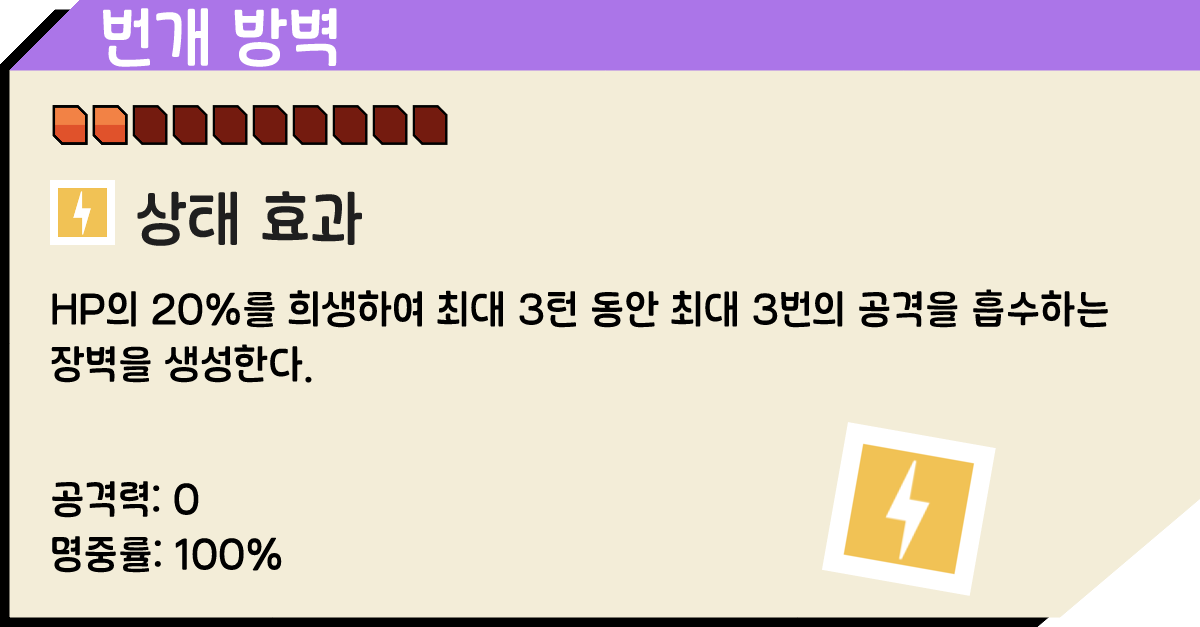 번개 방벽
상태 효과
HP의 20%를 희생하여 최대 3턴 동안 최대 3번의 공격을 흡수하는
장벽을 생성한다.
공격력: 0
명중률: 100%